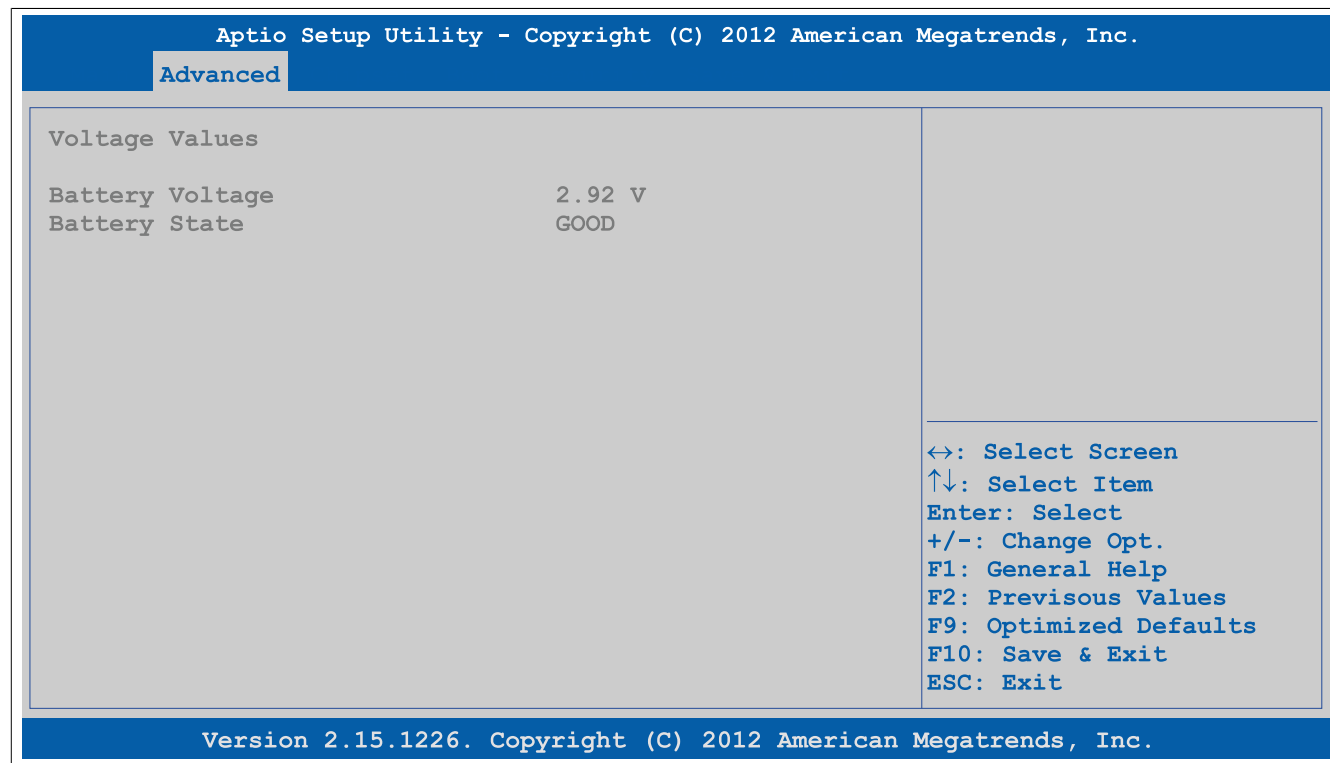 Aptio Setup Utility - Copyright (C) 2012 American Megatrends, Inc.
Advanced
Voltage Values
Battery Voltage 2.92 V
Battery State GOOD
↔: Select Screen
↑↓: Select Item
Enter: Select
+/-: Change Opt.
F1: General Help
F2: Previsous Values
F9: Optimized Defaults
F10: Save & Exit
ESC: Exit
Version 2.15.1226. Copyright (C) 2012 American Megatrends, Inc.